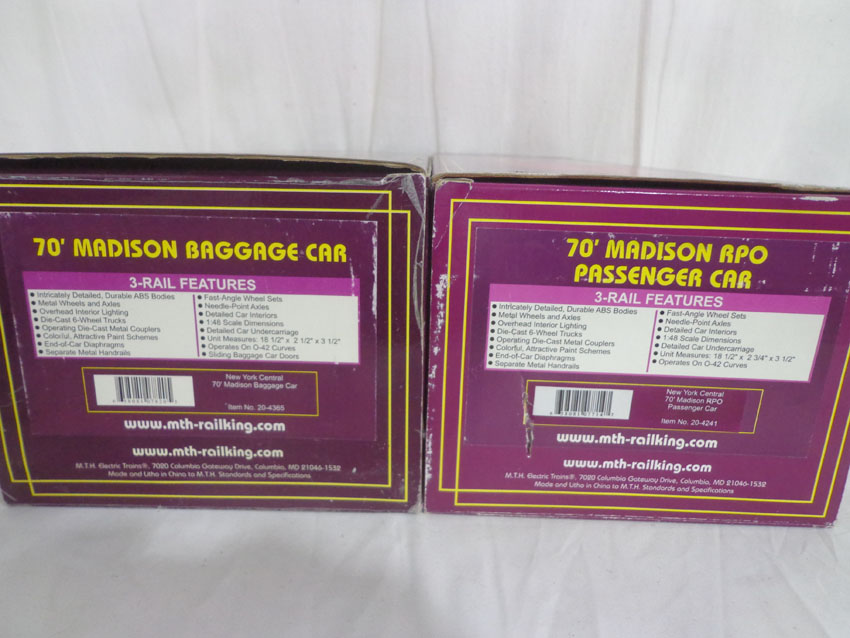 70' MADISON BAGGAGE CAR
3-RAIL FEATURES
• Intricately Detailed, Durable ABS Bodies
• Metal Wheels and Axles
• Overhead Interior Lighting
• Die-Cast 6-Wheel Trucks
• Operating Die-Cast Metal Couplers
• Colorful, Attractive Paint Schemes
• End-of-Car Diaphragms
• Separate Metal Handrails
• Fast-Angle Wheel Sets
• Needle-Point Axles
• Detailed Car Interiors
• 1:48 Scale Dimensions
• Detailed Car Undercarriage
• Unit Measures: 18 1/2" x 2 1/2" x 3 1/2"
• Operates On O-42 Curves
• Sliding Baggage Car Doors
New York Central
70' Madison Baggage Car
Item No. 20-4365
www.mth-railking.com
www.mth-railking.com
M.T.H. Electric Trains®, 7020 Columbia Gateway Drive, Columbia, MD 21046-1532
Made and Litho in China to M.T.H. Standards and Specifications
70' MADISON RPO
PASSENGER CAR
3-RAIL FEATURES
• Intricately Detailed, Durable ABS Bodies
• Metal Wheels and Axles
• Overhead Interior Lighting
• Die-Cast 6-Wheel Trucks
• Operating Die-Cast Metal Couplers
• Colorful, Attractive Paint Schemes
• End-of-Car Diaphragms
• Separate Metal Handrails
• Fast-Angle Wheel Sets
• Needle-Point Axles
• Detailed Car Interiors
• 1:48 Scale Dimensions
• Detailed Car Undercarriage
• Unit Measures: 18 1/2" x 2 3/4" x 3 1/2"
• Operates On O-42 Curves
New York Central
70' Madison RPO
Passenger Car
Item No. 20-4241
www.mth-railking.com
www.mth-railking.com
M.T.H. Electric Trains®, 7020 Columbia Gateway Drive, Columbia, MD 21046-1532
Made and Litho in China to M.T.H. Standards and Specifications